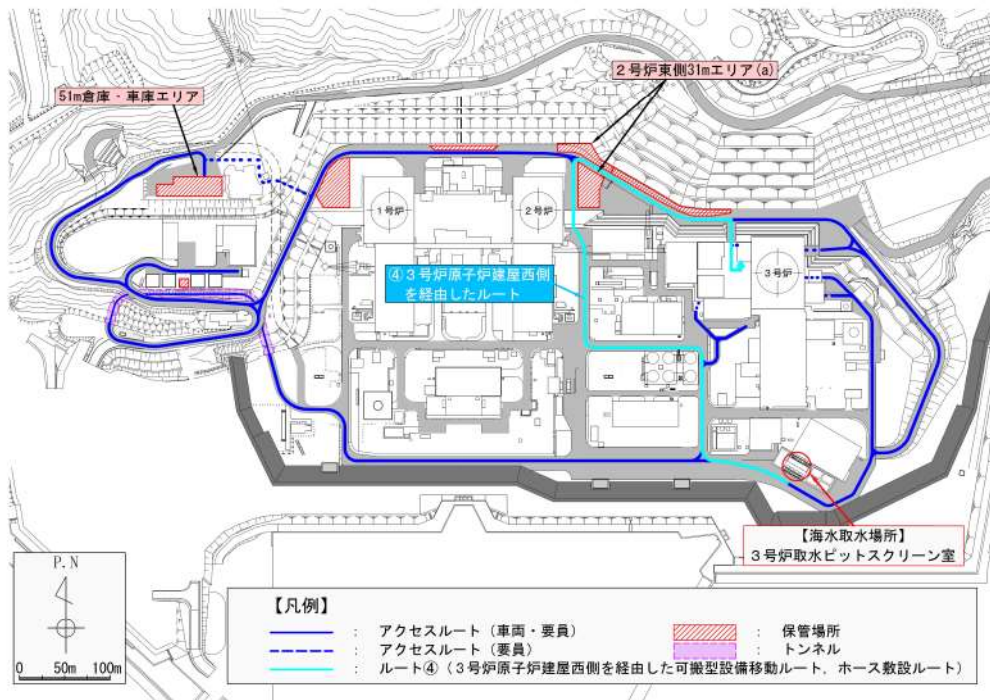 2号炉東側31mエリア(a)
51m倉庫・車庫エリア
1号炉
2号炉
3号炉
④3号炉原子炉建屋西側
を経由したルート
【海水取水場所】
3号炉取水ピットスクリーン室
P.N
0 50m 100m
【凡例】
: アクセスルート（車両・要員）
: アクセスルート（要員）
: ルート④（3号炉原子炉建屋西側を経由した可搬型設備移動ルート，ホース敷設ルート）
: 保管場所
: トンネル